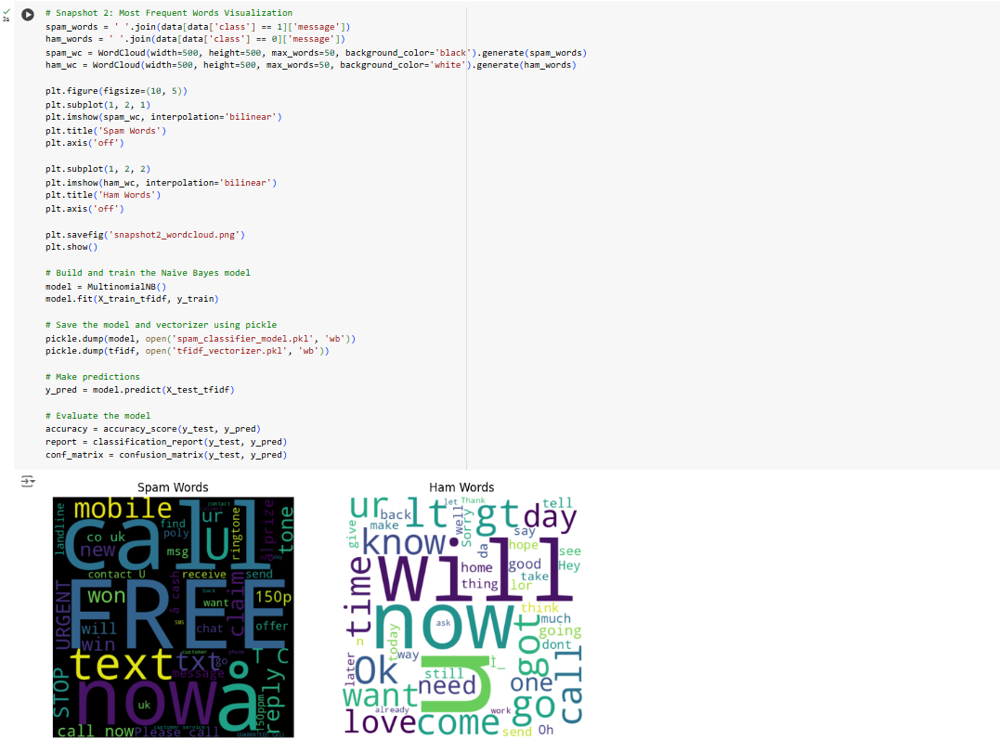 3s
# Snapshot 2: Most Frequent Words Visualization
spam_words = ' '.join(data[data['class'] == 1]['message'])
ham_words = ' '.join(data[data['class'] == 0]['message'])
spam_wc = WordCloud(width=500, height=500, max_words=50, background_color='black').generate(spam_words)
ham_wc = WordCloud(width=500, height=500, max_words=50, background_color='white').generate(ham_words)
plt.figure(figsize=(10, 5))
plt.subplot(1, 2, 1)
plt.imshow(spam_wc, interpolation='bilinear')
plt.title('Spam Words')
plt.axis('off')
plt.subplot(1, 2, 2)
plt.imshow(ham_wc, interpolation='bilinear')
plt.title('Ham Words')
plt.axis('off')
plt.savefig('snapshot2_wordcloud.png')
plt.show()
# Build and train the Naive Bayes model
model = MultinomialNB()
model.fit(X_train_tfidf, y_train)
# Save the model and vectorizer using pickle
pickle.dump(model, open('spam_classifier_model.pkl', 'wb'))
pickle.dump(tfidf, open('tfidf_vectorizer.pkl', 'wb'))
# Make predictions
y_pred = model.predict(X_test_tfidf)
# Evaluate the model
accuracy = accuracy_score(y_test, y_pred)
report = classification_report(y_test, y_pred)
conf_matrix = confusion_matrix(y_test, y_pred)
Spam Words
mobile
contact
landline
call
ur
find
poly
ringtone
prize
tone
co uk
new
msg
u
contact U
receive
send
day
URGENT
won
FREE
a cash
back
want
claim
150p
will
win
SMS
chat
offer
text
customer
phone
txt
go
message
T C
STOP
now
uk
å
reply
150ppm
call now
customer service
Please call
GUARANTEED call
Ham Words
ur
back
make
lt
let
Thank
well
Sorry
gt
day
tell
give
know
will
da
say
hope
see
Hey
home
thing
good
take
lor
time
now
ask
think
much
going
dont
n
today
got
later
Ok
way
u
still
need
Ì_
one
call
want
already
work
go
love
come
send
Oh